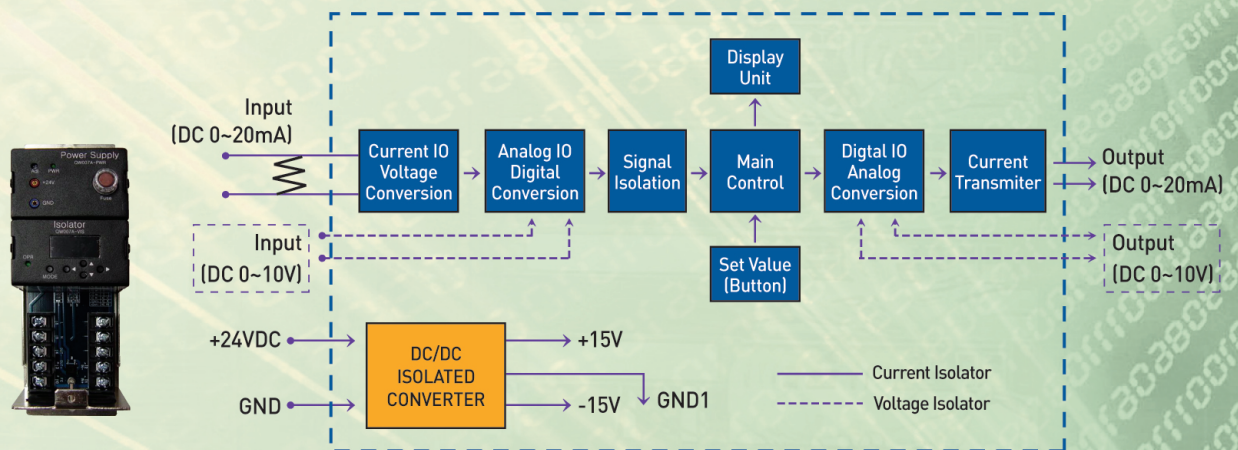 Input
(DC 0~20mA)
Current IO
Voltage
Conversion
Analog IO
Digital
Conversion
Signal
Isolation
Display
Unit
Main
Control
Set Value
(Button)
Digtal IO
Analog
Conversion
Current
Transmiter
Output
(DC 0~20mA)
Input
(DC 0~10V)
Output
(DC 0~10V)
+24VDC
GND
DC/DC
ISOLATED
CONVERTER
+15V
GND1
-15V
Current Isolator
Voltage Isolator
Power Supply
PWR
+24V
GND
Fuse
Isolator
OPR
MODE